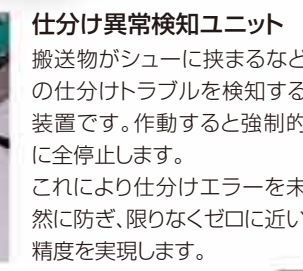 仕分け異常検知ユニット
搬送物がシューに挟まるなど
の仕分けトラブルを検知する
装置です。作動すると強制的
に全停止します。
これにより仕分けエラーを未
然に防ぎ、限りなくゼロに近い
精度を実現します。